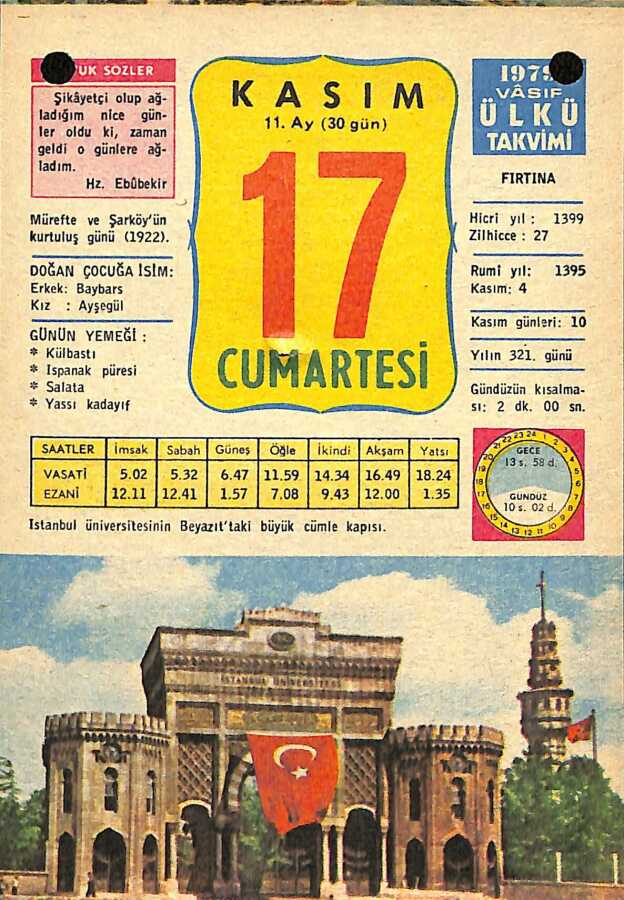 UK SÖZLER
Şikâyetçi olup ağ-
ladığım nice gün-
ler oldu ki, zaman
geldi o günlere ağ-
ladım.
Hz. Ebûbekir
Mürefte ve Şarköy'ün
kurtuluş günü (1922).
DOĞAN ÇOCUĞA İSİM:
Erkek: Baybars
Kız : Ayşegül
GÜNÜN YEMEĞİ :
* Külbastı
* Ispanak püresi
* Salata
* Yassı kadayıf
KASIM
11. Ay (30 gün)
17
CUMARTESİ
1979
VÂSIF
ÜLKÜ
TAKVİMİ
FIRTINA
Hicri yıl : 1399
Zilhicce : 27
Rumî yıl: 1395
Kasım: 4
Kasım günleri: 10
Yılın 321. günü
Gündüzün kısalma-
sı: 2 dk. 00 sn.
SAATLER İmsak Sabah Güneş Öğle İkindi Akşam Yatsı
VASATİ 5.02 5.32 6.47 11.59 14.34 16.49 18.24
EZANİ 12.11 12.41 1.57 7.08 9.43 12.00 1.35
GECE
13 s. 58 d.
GÜNDÜZ
10 s. 02 d.
İstanbul üniversitesinin Beyazıt'taki büyük cümle kapısı.
ISTANBUL ÜNİVERSİTESİ